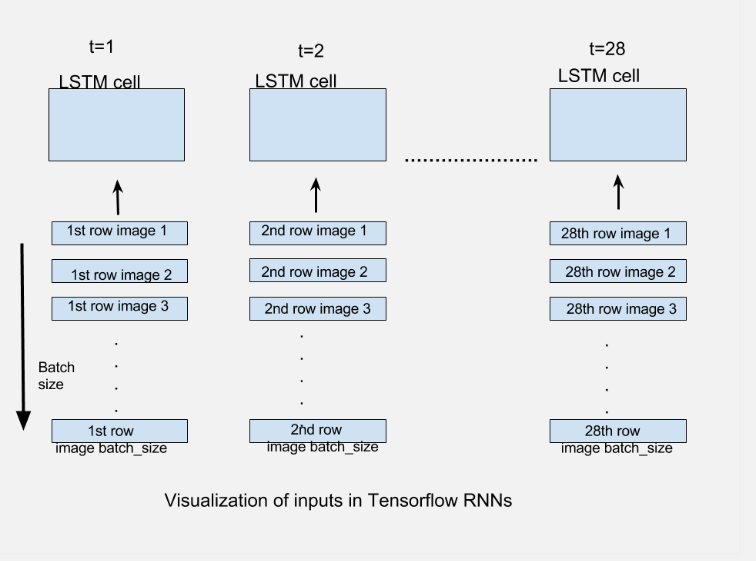 t=1
t=2
t=28
LSTM cell
LSTM cell
LSTM cell
1st row image 1
2nd row image 1
28th row image 1
1st row image 2
2nd row image 2
28th row image 2
1st row image 3
2nd row image 3
28th row image 3
Batch
size
1st row
image batch_size
2nd row
image batch_size
28th row
image batch_size
Visualization of inputs in Tensorflow RNNs